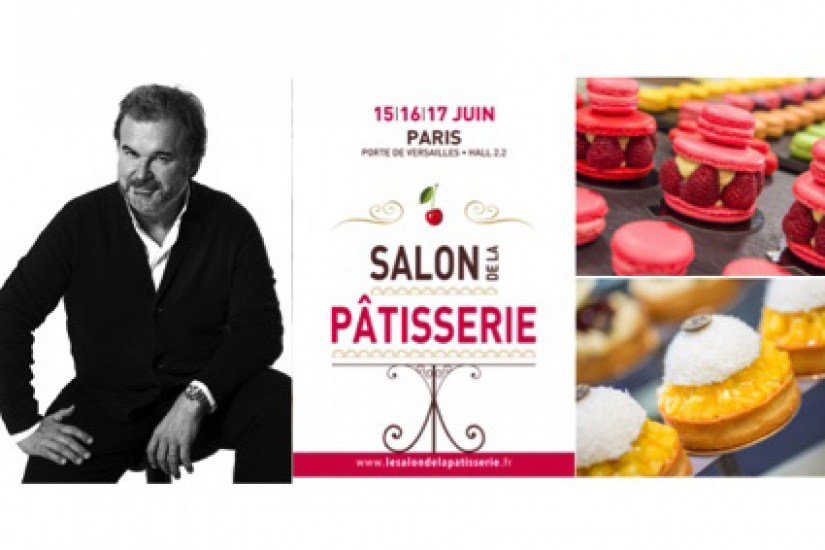 15|16|17 JUIN
PARIS
PORTE DE VERSAILLES • HALL 2.2
SALON DE LA
PÂTISSERIE
www.lesalondelapatisserie.fr